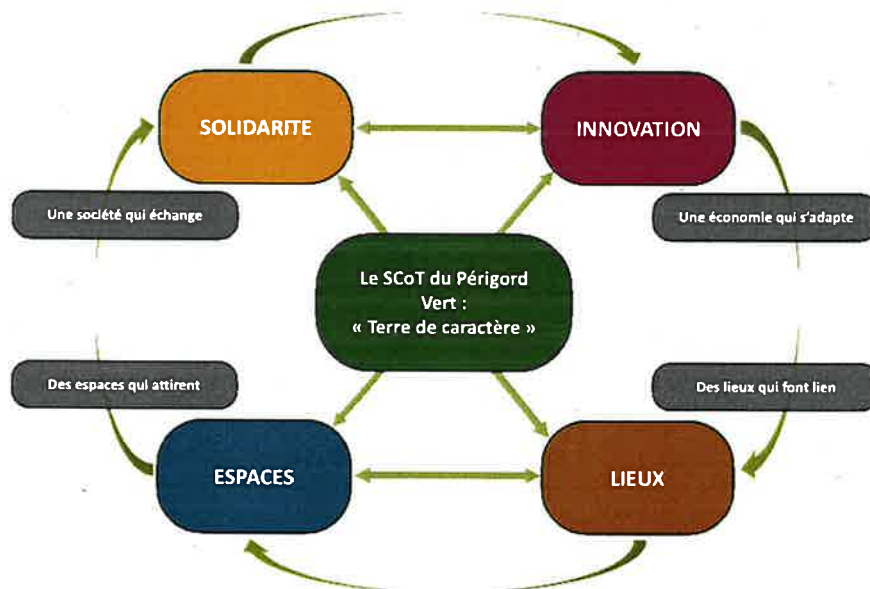 SOLIDARITE
INNOVATION
Une société qui échange
Une économie qui s'adapte
Le SCoT du Périgord
Vert :
« Terre de caractère »
Des espaces qui attirent
Des lieux qui font lien
ESPACES
LIEUX